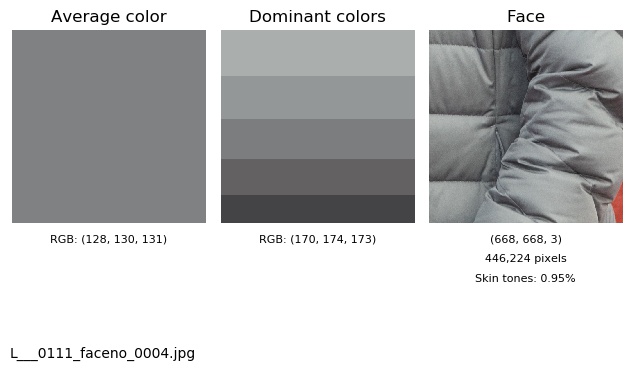 Average color
Dominant colors
Face
RGB: (128, 130, 131)
RGB: (170, 174, 173)
(668, 668, 3)
446,224 pixels
Skin tones: 0.95%
L___0111_faceno_0004.jpg